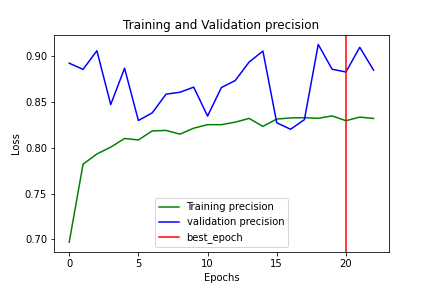 Training and Validation precision
Loss
0.90
0.85
0.80
0.75
0.70
Training precision
validation precision
best_epoch
0
5
10
15
20
Epochs